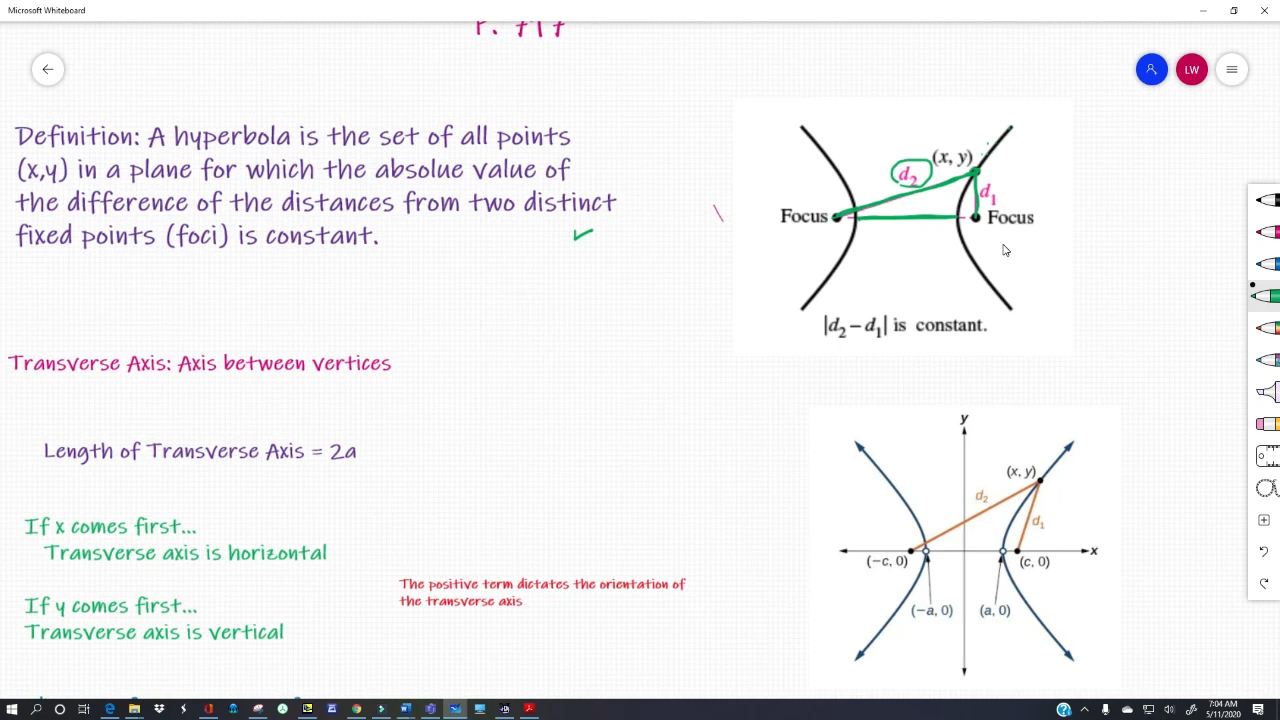 Microsoft Whiteboard
LW
Definition: A hyperbola is the set of all points
(x,y) in a plane for which the absolue value of
the difference of the distances from two distinct
fixed points (foci) is constant.
(x, y)
d₂
d₁
Focus
Focus
|d₂ – d₁| is constant.
Transverse Axis: Axis between vertices
Length of Transverse Axis = 2a
If x comes first...
Transverse axis is horizontal
If y comes first...
Transverse axis is vertical
The positive term dictates the orientation of
the transverse axis
y
(x, y)
d₂
d₁
x
(–c, 0)
(c, 0)
(–a, 0)
(a, 0)
7:04 AM
5/11/2020